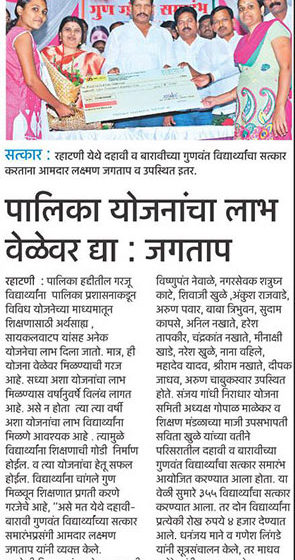 गुण ग
सत्कार : रहाटणी येथे दहावी व बारावीच्या गुणवंत विद्यार्थ्यांचा सत्कार
करताना आमदार लक्ष्मण जगताप व उपस्थित इतर.
पालिका योजनांचा लाभ
वेळेवर द्या : जगताप
रहाटणी : पालिका हद्दीतील गरजू
विद्यार्थ्यांना पालिका प्रशासनाकडून
विविध योजनेच्या माध्यमातून
शिक्षणासाठी अर्थसाह्य ,
सायकलवाटप यांसह अनेक
योजनेचा लाभ दिला जातो. मात्र, ही
योजना वेळेवर मिळण्याची गरज
आहे. सध्या अशा योजनांचा लाभ
मिळण्यास वर्षानुवर्षे विलंब लागत
आहे. असे न होता त्या त्या वर्षी
अशा योजनांचा लाभ विद्यार्थ्यांना
मिळणे आवश्यक आहे . त्यामुळे
विद्यार्थ्यांना शिक्षणाची गोडी निर्माण
होईल. व त्या योजनांचा हेतू सफल
होईल. विद्यार्थ्यांना चांगले गुण
मिळवून शिक्षणात प्रगती करणे
गरजेचे आहे, ''असे मत येथे दहावी-
बारावी गुणवंत विद्यार्थ्यांच्या सत्कार
समारंभप्रसंगी आमदार लक्ष्मण
जगताप यांनी व्यक्त केले.
विष्णुपंत नेवाळे, नगरसेवक शत्रुघ्न
काटे, शिवाजी खुळे ,अंकुश राजवाडे,
अरुण पवार, बाबा त्रिभुवन, सुदाम
कापसे, अनिल नखाते, हरेश
तापकीर, चंद्रकांत नखाते, मीनाक्षी
खाडे, नरेश खुळे, नाना वहिले,
महादेव यादव, श्रीराम नखाते, दीपक
जाधव, अरुण चाबुकस्वार उपस्थित
होते. संजय गांधी निराधार योजना
समिती अध्यक्ष गोपाळ माळेकर व
शिक्षण मंडळाच्या माजी उपसभापती
सविता खुळे यांच्या वतीने
परिसरातील दहावी व बारावीच्या
गुणवंत विद्यार्थ्यांचा सत्कार समारंभ
आयोजित करण्यात आला होता. या
वेळी सुमारे ३५५ विद्यार्थ्यांचा सत्कार
करण्यात आला. तर दोन विद्यार्थ्यांना
प्रत्येकी रोख रुपये ४ हजार देण्यात
आले. धनंजय माने व गणेश लिंगडे
यांनी सूत्रसंचालन केले, तर माधव